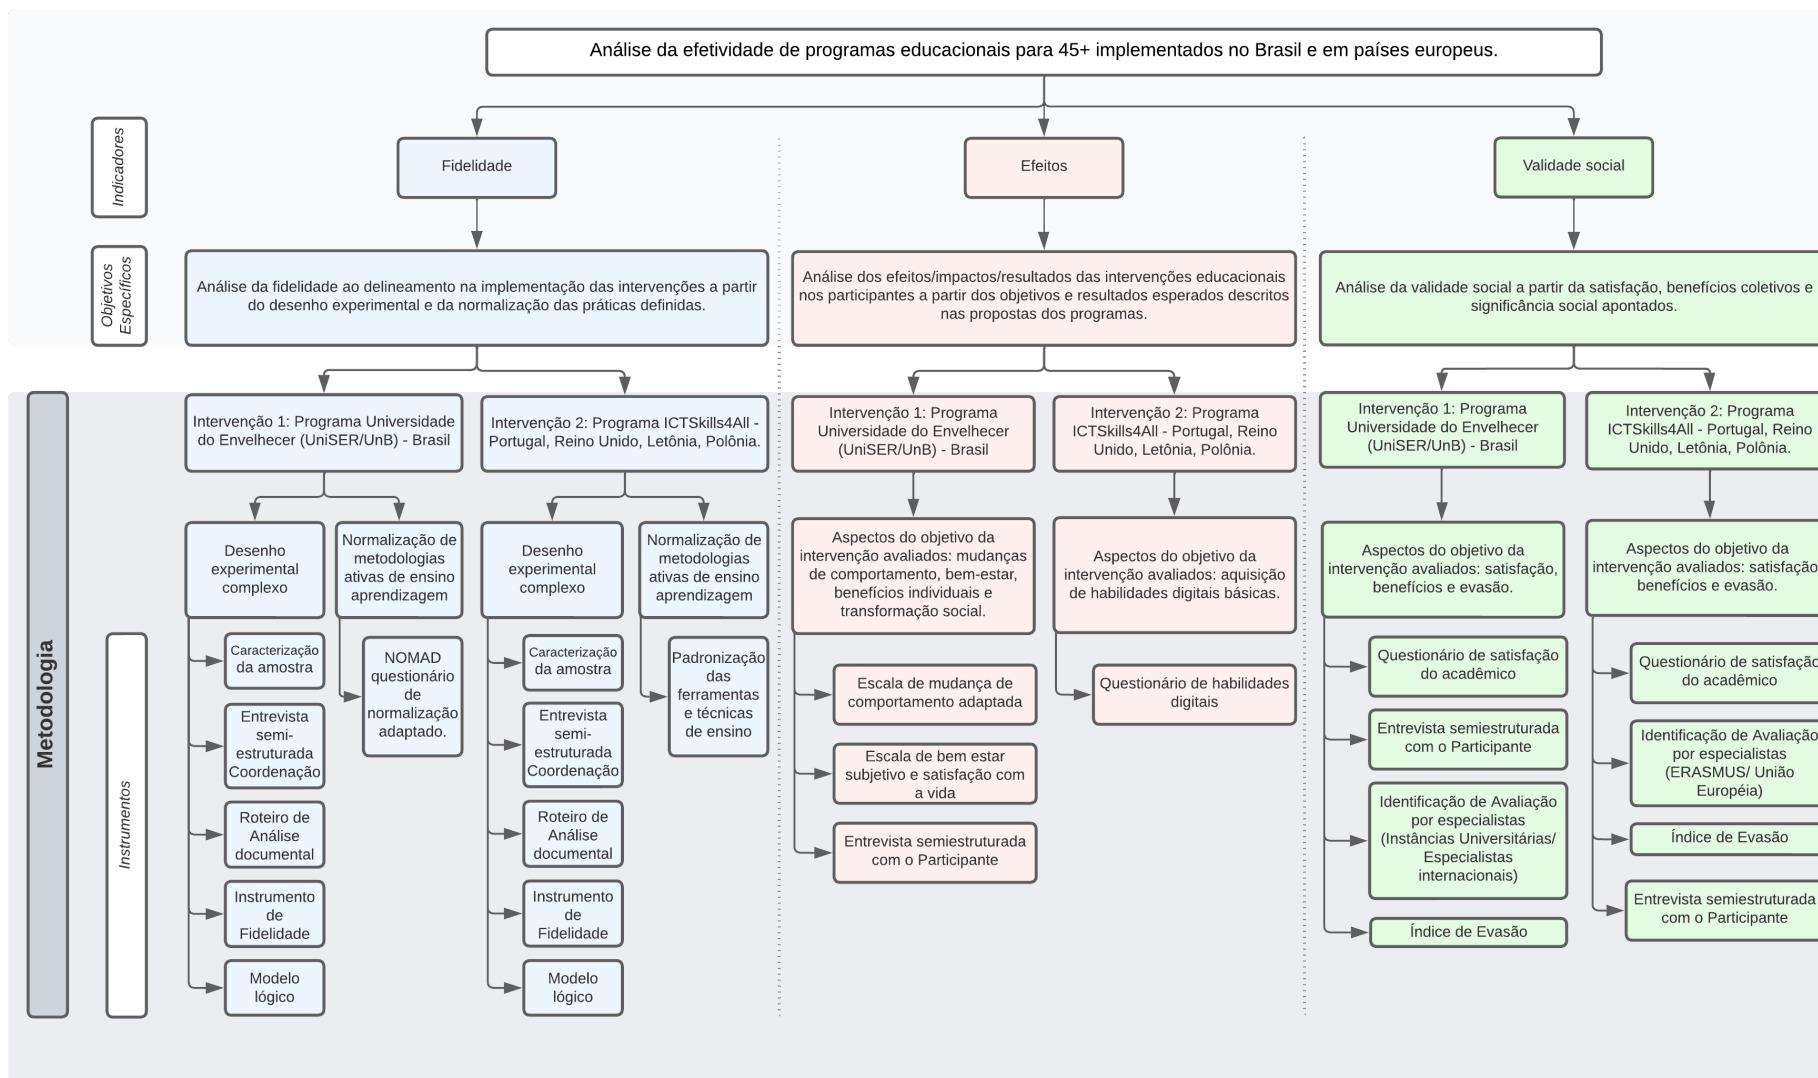 Análise da efetividade de programas educacionais para 45+ implementados no Brasil e em países europeus.
Indicadores
Fidelidade
Efeitos
Validade social
Objetivos
Específicos
Análise da fidelidade ao delineamento na implementação das intervenções a partir
do desenho experimental e da normalização das práticas definidas.
Análise dos efeitos/impactos/resultados das intervenções educacionais
nos participantes a partir dos objetivos e resultados esperados descritos
nas propostas dos programas.
Análise da validade social a partir da satisfação, benefícios coletivos e
significância social apontados.
Metodologia
Intervenção 1: Programa Universidade
do Envelhecer (UniSER/UnB) - Brasil
Intervenção 2: Programa ICTSkills4All -
Portugal, Reino Unido, Letônia, Polônia.
Intervenção 1: Programa
Universidade do Envelhecer
(UniSER/UnB) - Brasil
Intervenção 2: Programa
ICTSkills4All - Portugal, Reino
Unido, Letônia, Polônia.
Intervenção 1: Programa
Universidade do Envelhecer
(UniSER/UnB) - Brasil
Intervenção 2: Programa
ICTSkills4All - Portugal, Reino
Unido, Letônia, Polônia.
Desenho
experimental
complexo
Normalização de
metodologias
ativas de ensino
aprendizagem
Desenho
experimental
complexo
Normalização de
metodologias
ativas de ensino
aprendizagem
Aspectos do objetivo da
intervenção avaliados: mudanças
de comportamento, bem-estar,
benefícios individuais e
transformação social.
Aspectos do objetivo da
intervenção avaliados: aquisição
de habilidades digitais básicas.
Aspectos do objetivo da
intervenção avaliados: satisfação,
benefícios e evasão.
Aspectos do objetivo da
intervenção avaliados: satisfação
benefícios e evasão.
Instrumentos
Caracterização
da amostra
Entrevista
semi-
estruturada
Coordenação
Roteiro de
Análise
documental
Instrumento
de
Fidelidade
Modelo
lógico
NOMAD
questionário
de
normalização
adaptado.
Caracterização
da amostra
Entrevista
semi-
estruturada
Coordenação
Roteiro de
Análise
documental
Instrumento
de
Fidelidade
Modelo
lógico
Padronização
das
ferramentas
e técnicas
de ensino
Escala de mudança de
comportamento adaptada
Escala de bem estar
subjetivo e satisfação com
a vida
Entrevista semiestruturada
com o Participante
Questionário de habilidades
digitais
Questionário de satisfação
do acadêmico
Entrevista semiestruturada
com o Participante
Identificação de Avaliação
por especialistas
(Instâncias Universitárias/
Especialistas
internacionais)
Índice de Evasão
Questionário de satisfação
do acadêmico
Identificação de Avaliação
por especialistas
(ERASMUS/ União
Européia)
Índice de Evasão
Entrevista semiestruturada
com o Participante